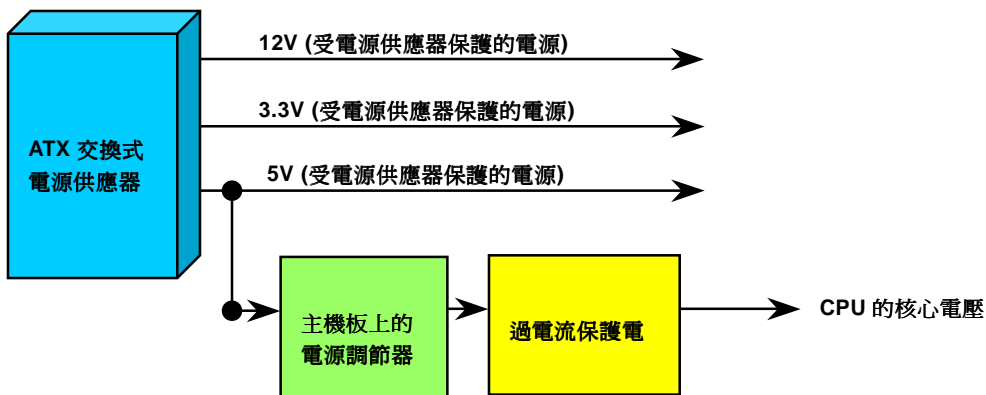 12V (受電源供應器保護的電源)
3.3V (受電源供應器保護的電源)
ATX 交換式
電源供應器
5V (受電源供應器保護的電源)
主機板上的
電源調節器
過電流保護電
CPU 的核心電壓